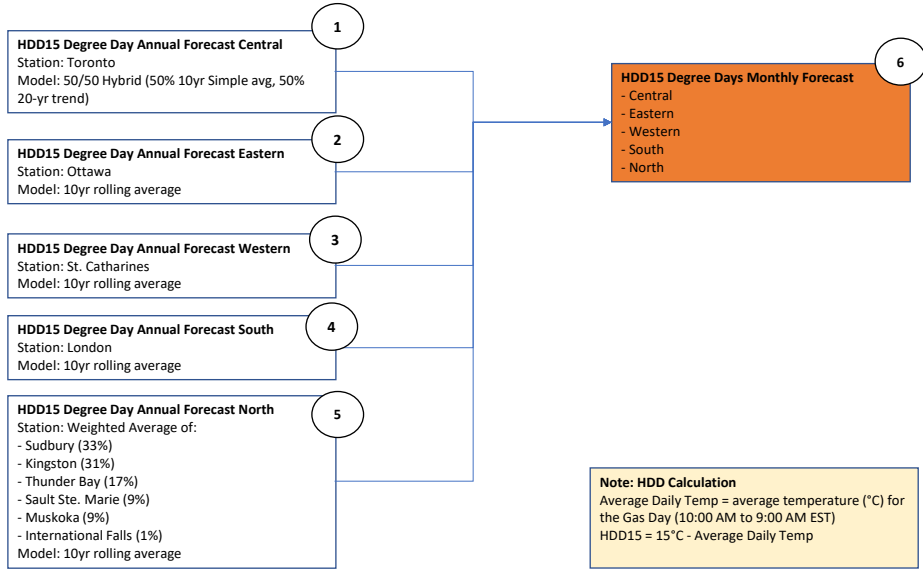 1
HDD15 Degree Day Annual Forecast Central
Station: Toronto
Model: 50/50 Hybrid (50% 10yr Simple avg, 50%
20-yr trend)
2
HDD15 Degree Day Annual Forecast Eastern
Station: Ottawa
Model: 10yr rolling average
3
HDD15 Degree Day Annual Forecast Western
Station: St. Catharines
Model: 10yr rolling average
4
HDD15 Degree Day Annual Forecast South
Station: London
Model: 10yr rolling average
5
HDD15 Degree Day Annual Forecast North
Station: Weighted Average of:
- Sudbury (33%)
- Kingston (31%)
- Thunder Bay (17%)
- Sault Ste. Marie (9%)
- Muskoka (9%)
- International Falls (1%)
Model: 10yr rolling average
6
HDD15 Degree Days Monthly Forecast
- Central
- Eastern
- Western
- South
- North
Note: HDD Calculation
Average Daily Temp = average temperature (°C) for
the Gas Day (10:00 AM to 9:00 AM EST)
HDD15 = 15°C - Average Daily Temp